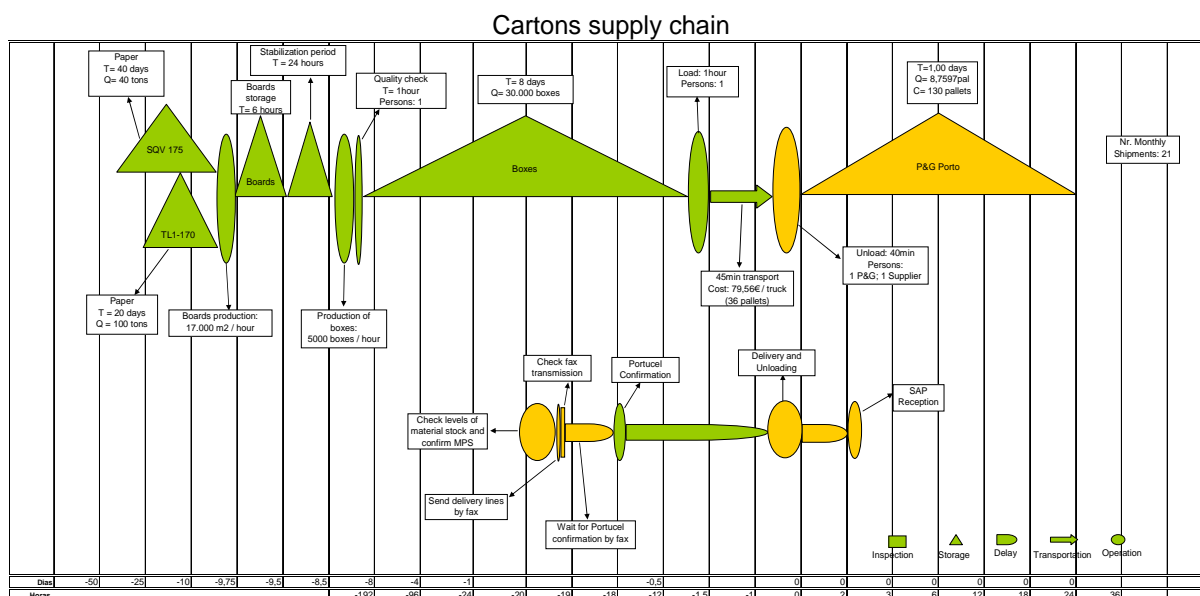 Cartons supply chain
Paper
T= 40 days
Q= 40 tons
Stabilization period
T = 24 hours
Boards
storage
T= 6 hours
Quality check
T= 1hour
Persons: 1
T= 8 days
Q= 30.000 boxes
Load: 1hour
Persons: 1
T=1,00 days
Q= 8,7597pal
C= 130 pallets
Nr. Monthly
Shipments: 21
SQV 175
Boards
Boxes
P&G Porto
TL1-170
Paper
T = 20 days
Q = 100 tons
Boards production:
17.000 m2 / hour
Production of
boxes:
5000 boxes / hour
45min transport
Cost: 79,56€ / truck
(36 pallets)
Unload: 40min
Persons:
1 P&G; 1 Supplier
Check fax
transmission
Portucel
Confirmation
Delivery and
Unloading
SAP
Reception
Check levels of
material stock and
confirm MPS
Send delivery lines
by fax
Wait for Portucel
confirmation by fax
Inspection
Storage
Delay
Transportation
Operation
Dias -50 -25 -10 -9,75 -9,5 -8,5 -8 -4 -1 -0,5 0 0 0 0 0 0 0
Horas -192 -96 -24 -20 -19 -18 -12 -1,5 -1 0 2 3 6 12 18 24 36